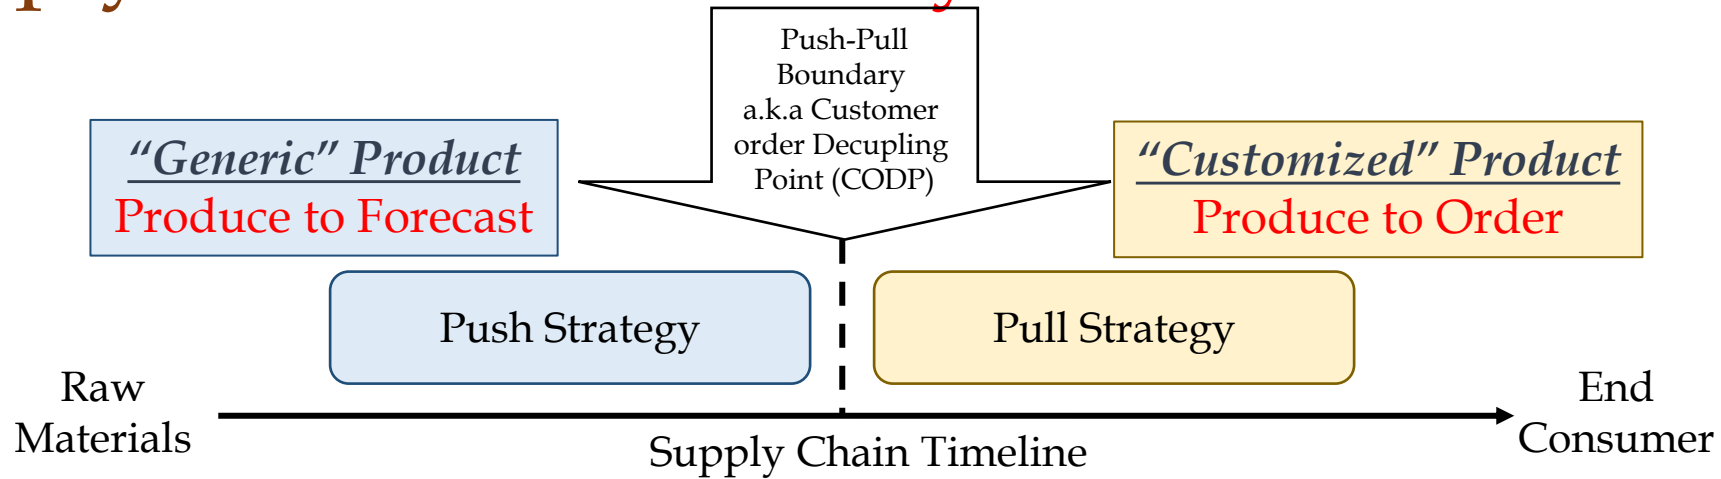 Push-Pull
Boundary
a.k.a Customer
order Decupling
Point (CODP)
“Generic” Product
Produce to Forecast
“Customized” Product
Produce to Order
Push Strategy
Pull Strategy
Raw
Materials
End
Consumer
Supply Chain Timeline